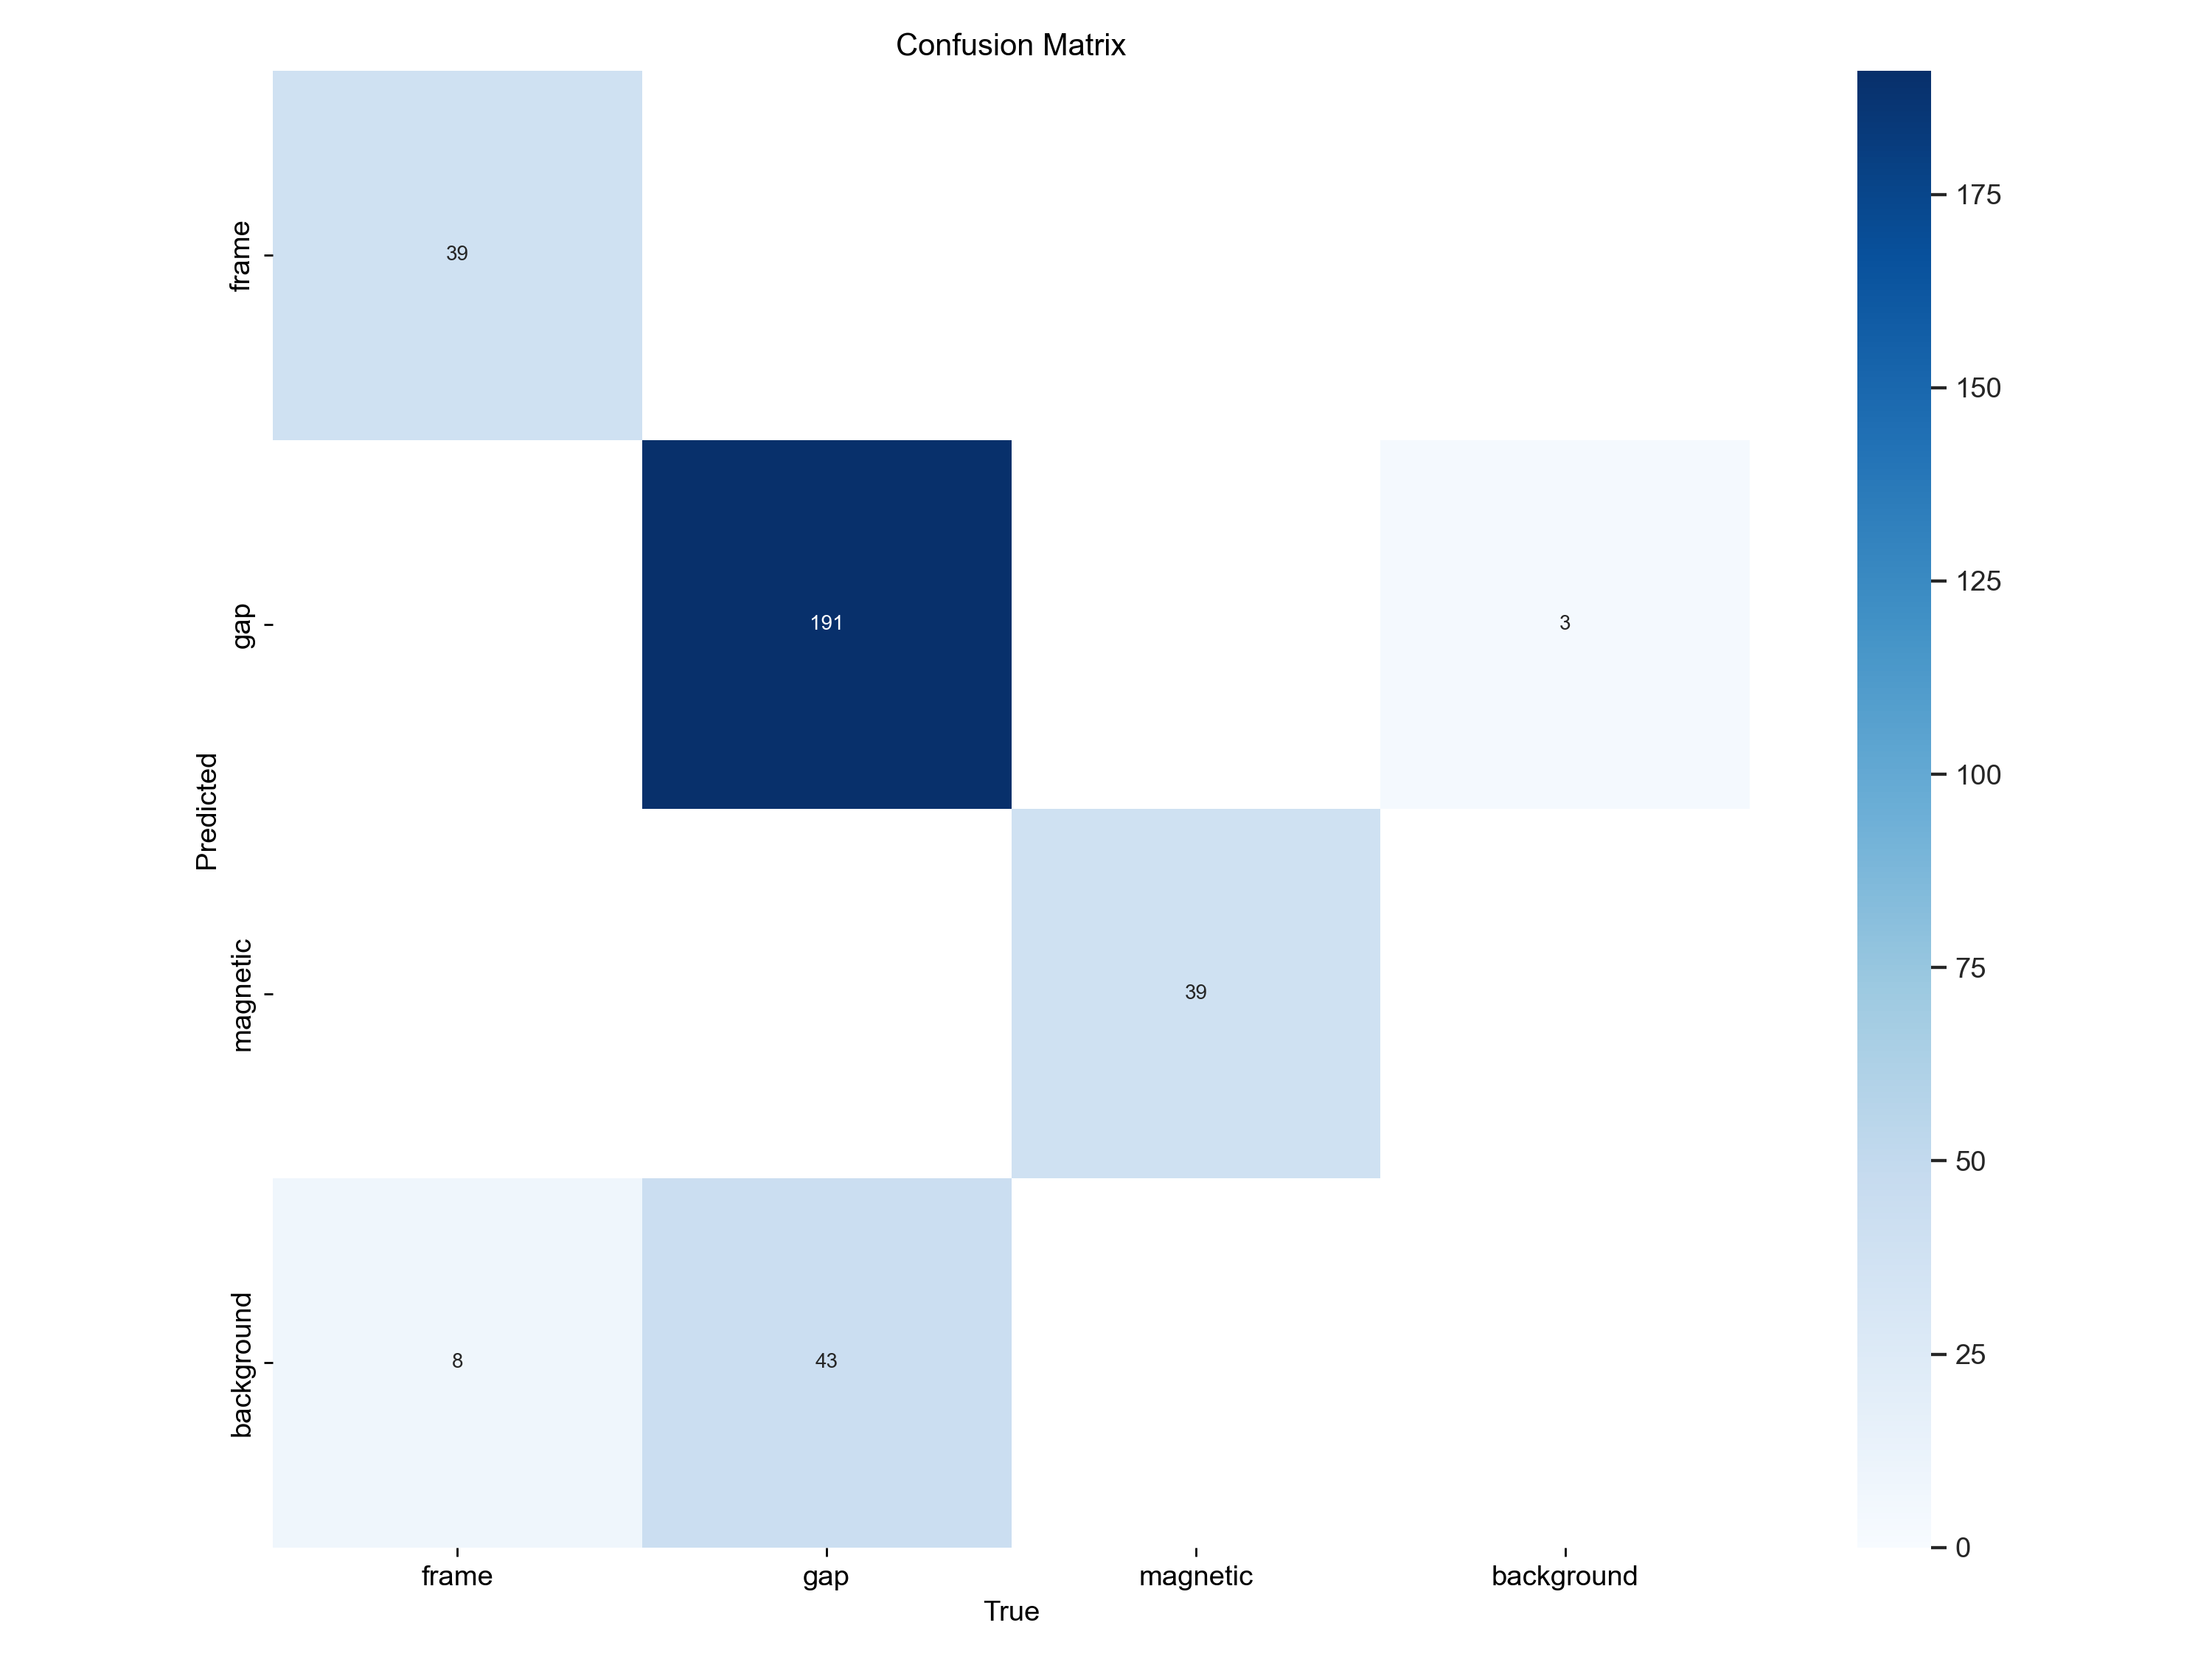 Confusion Matrix
frame
39
gap
191
3
magnetic
39
background
8
43
Predicted
frame
gap
magnetic
background
True
175
150
125
100
75
50
25
0